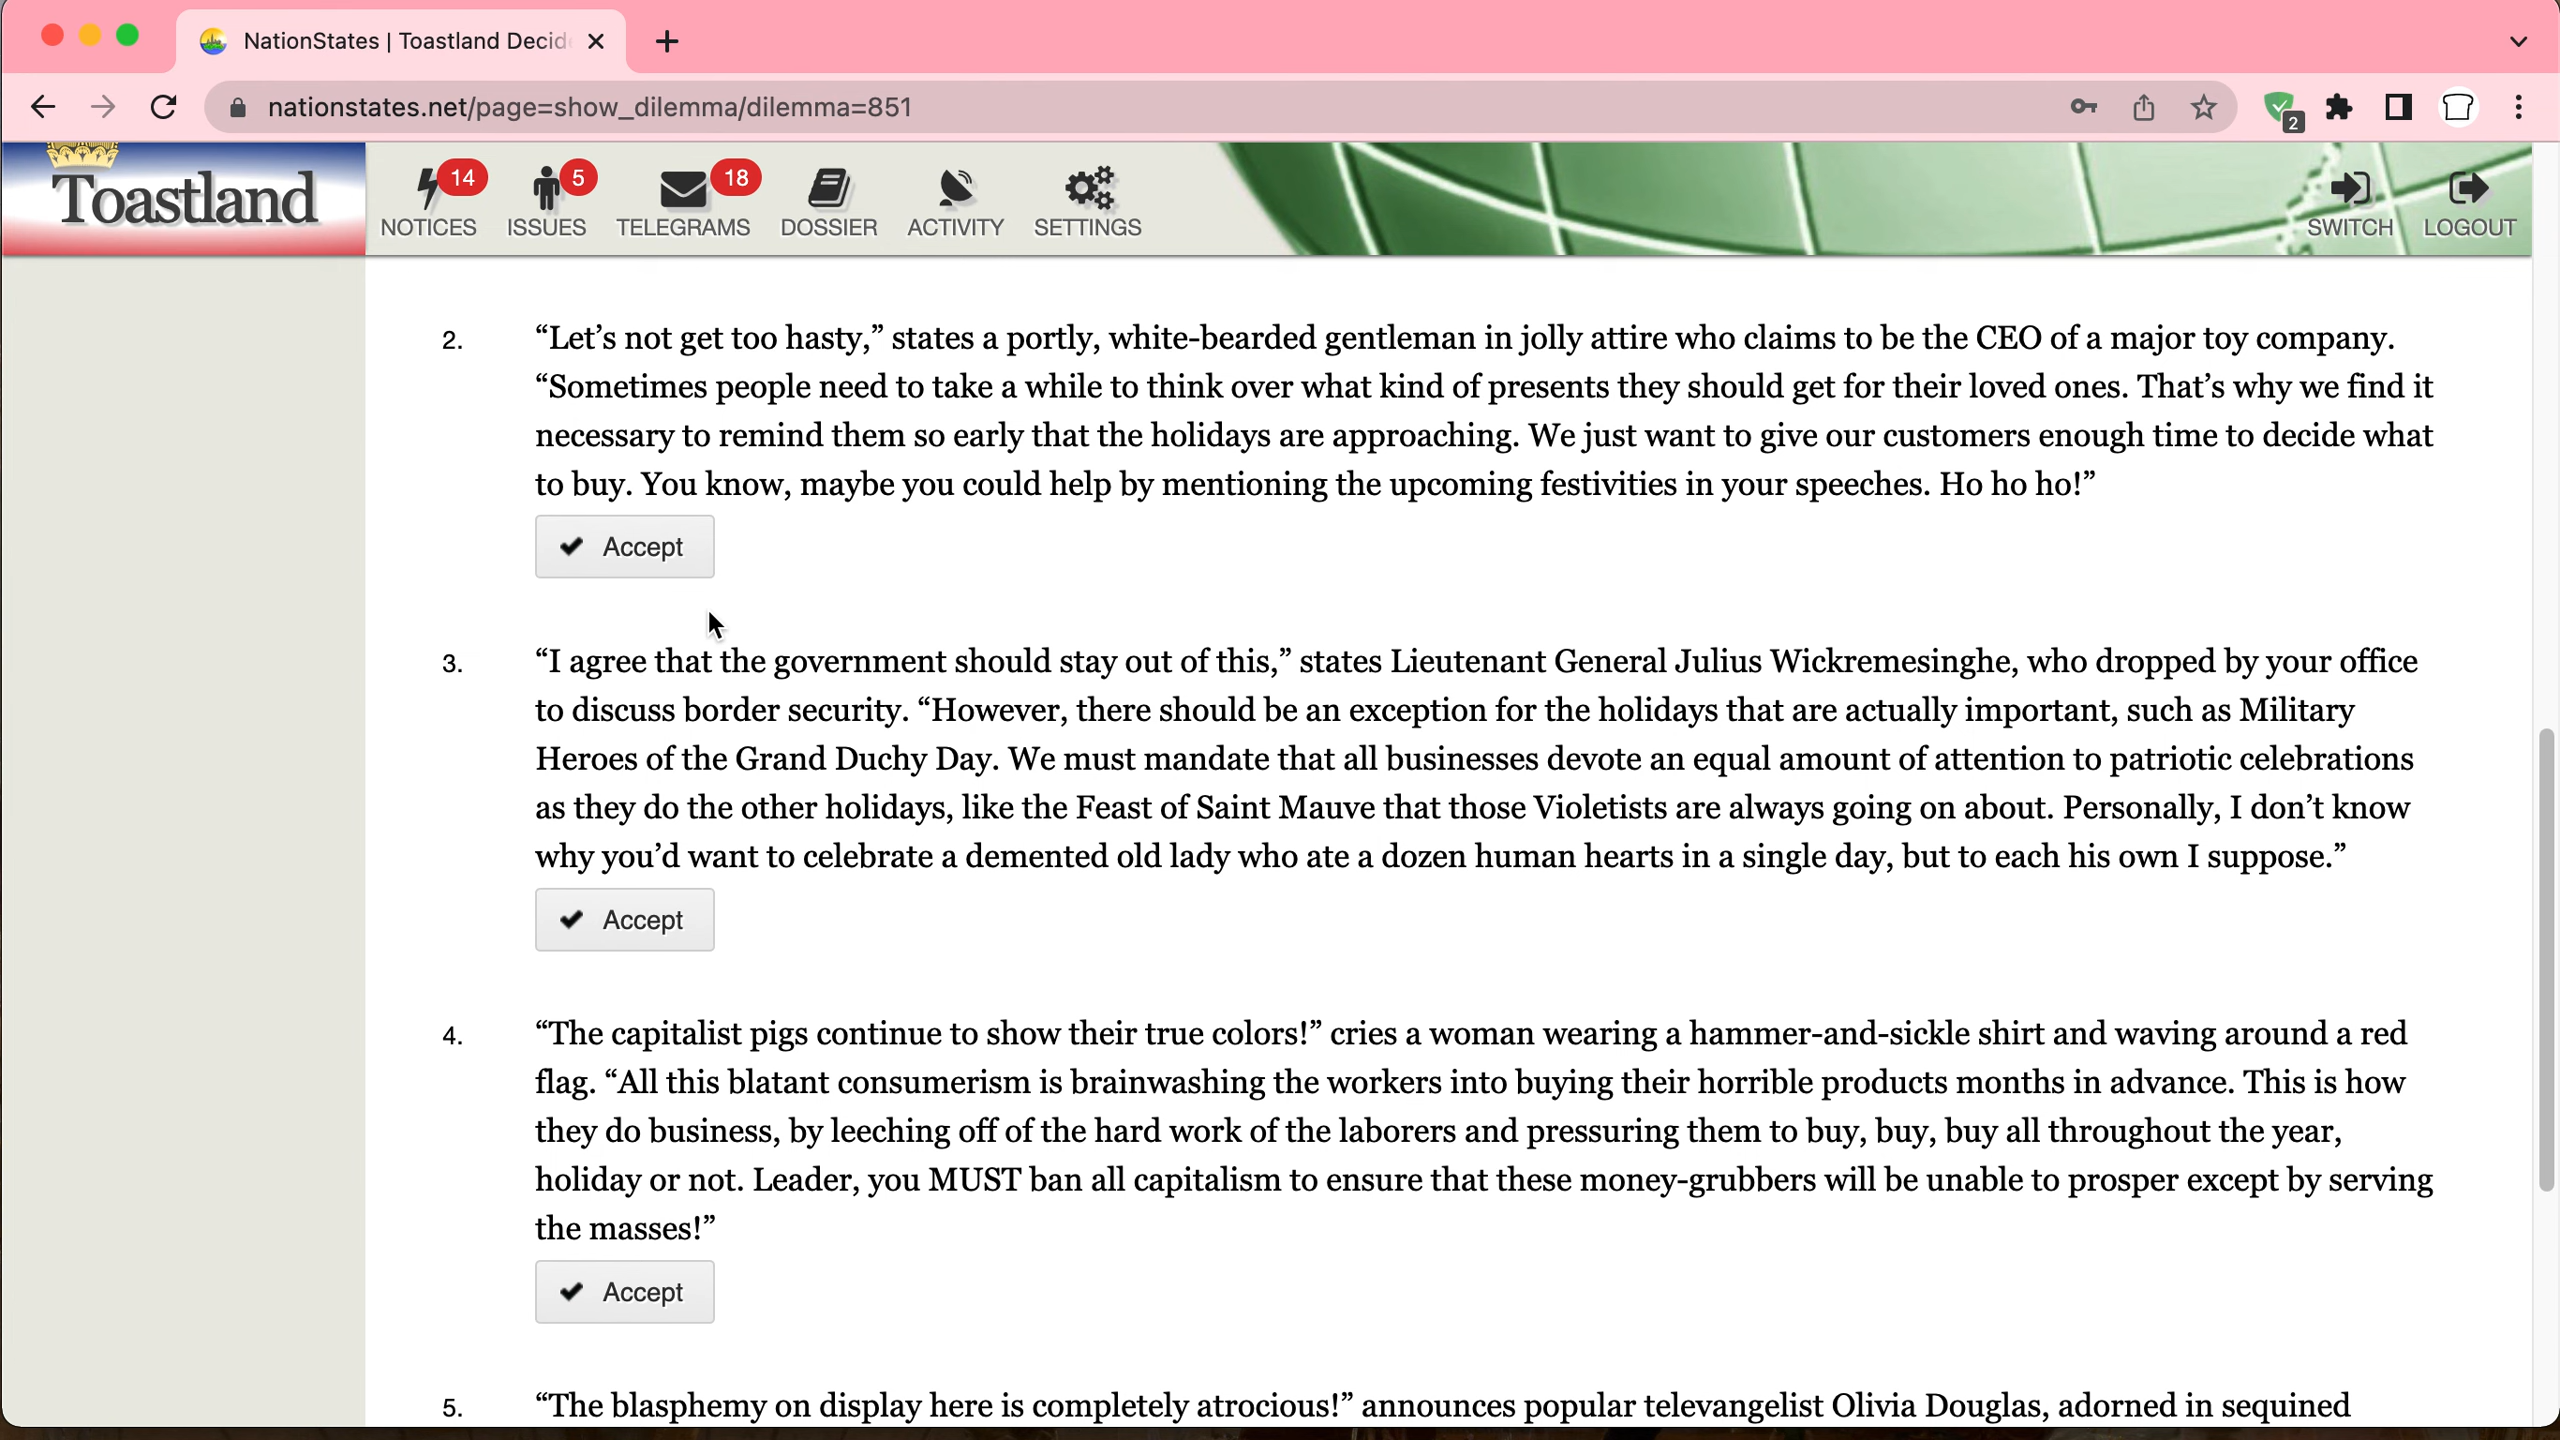 NationStates | Toastland Decid
nationstates.net/page=show_dilemma/dilemma=851
2
Toastland
14
5
18
NOTICES
ISSUES
TELEGRAMS
DOSSIER
ACTIVITY
SETTINGS
SWITCH
LOGOUT
2. “Let’s not get too hasty,” states a portly, white-bearded gentleman in jolly attire who claims to be the CEO of a major toy company.
“Sometimes people need to take a while to think over what kind of presents they should get for their loved ones. That’s why we find it
necessary to remind them so early that the holidays are approaching. We just want to give our customers enough time to decide what
to buy. You know, maybe you could help by mentioning the upcoming festivities in your speeches. Ho ho ho!”
Accept
3. “I agree that the government should stay out of this,” states Lieutenant General Julius Wickremesinghe, who dropped by your office
to discuss border security. “However, there should be an exception for the holidays that are actually important, such as Military
Heroes of the Grand Duchy Day. We must mandate that all businesses devote an equal amount of attention to patriotic celebrations
as they do the other holidays, like the Feast of Saint Mauve that those Violetists are always going on about. Personally, I don’t know
why you’d want to celebrate a demented old lady who ate a dozen human hearts in a single day, but to each his own I suppose.”
Accept
4. “The capitalist pigs continue to show their true colors!” cries a woman wearing a hammer-and-sickle shirt and waving around a red
flag. “All this blatant consumerism is brainwashing the workers into buying their horrible products months in advance. This is how
they do business, by leeching off of the hard work of the laborers and pressuring them to buy, buy, buy all throughout the year,
holiday or not. Leader, you MUST ban all capitalism to ensure that these money-grubbers will be unable to prosper except by serving
the masses!”
Accept
5. “The blasphemy on display here is completely atrocious!” announces popular televangelist Olivia Douglas, adorned in sequined